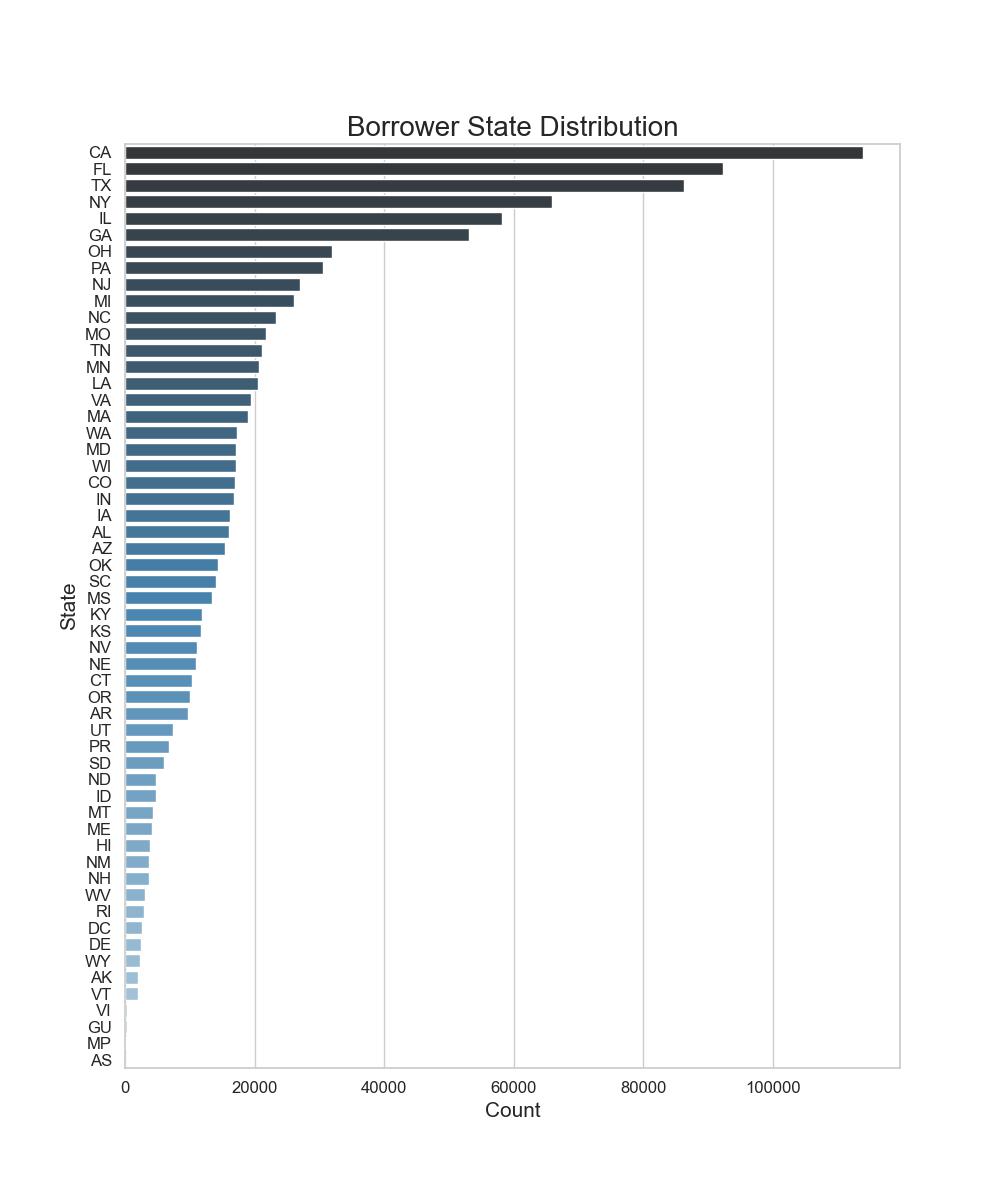 Borrower State Distribution
CA
FL
TX
NY
IL
GA
OH
PA
NJ
MI
NC
MO
TN
MN
LA
VA
MA
WA
MD
WI
CO
IN
IA
AL
AZ
OK
SC
MS
KY
KS
NV
NE
CT
OR
AR
UT
PR
SD
ND
ID
MT
ME
HI
NM
NH
WV
RI
DC
DE
WY
AK
VT
VI
GU
MP
AS
State
0 20000 40000 60000 80000 100000
Count